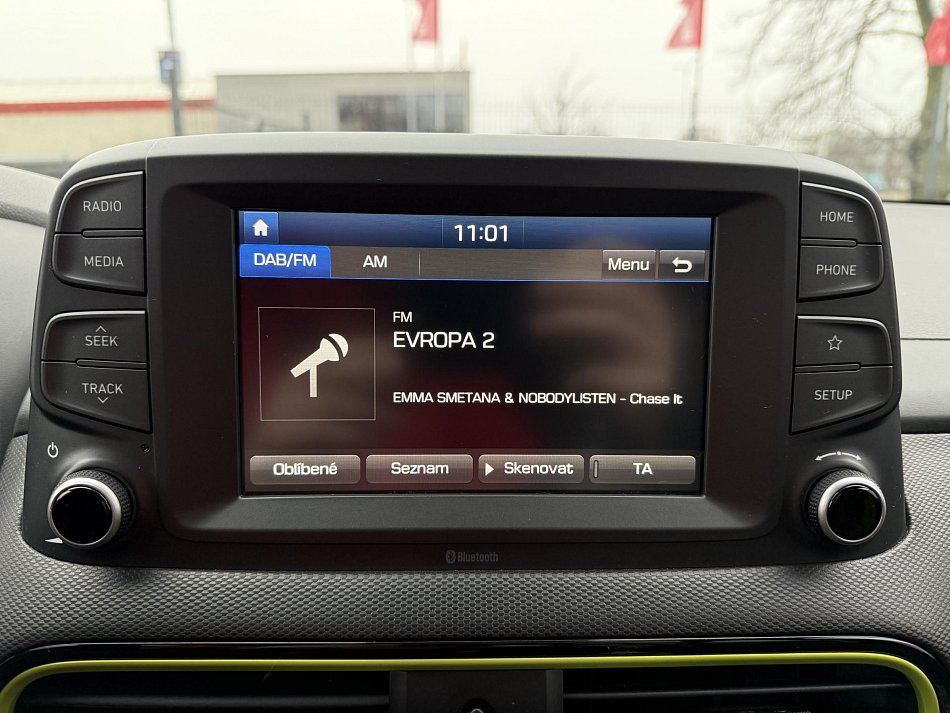 RADIO
MEDIA
SEEK
TRACK
11:01
DAB/FM
AM
Menu
FM
EVROPA 2
EMMA SMETANA & NOBODYLISTEN - Chase It
Oblíbené
Seznam
Skenovat
TA
HOME
PHONE
SETUP
Bluetooth